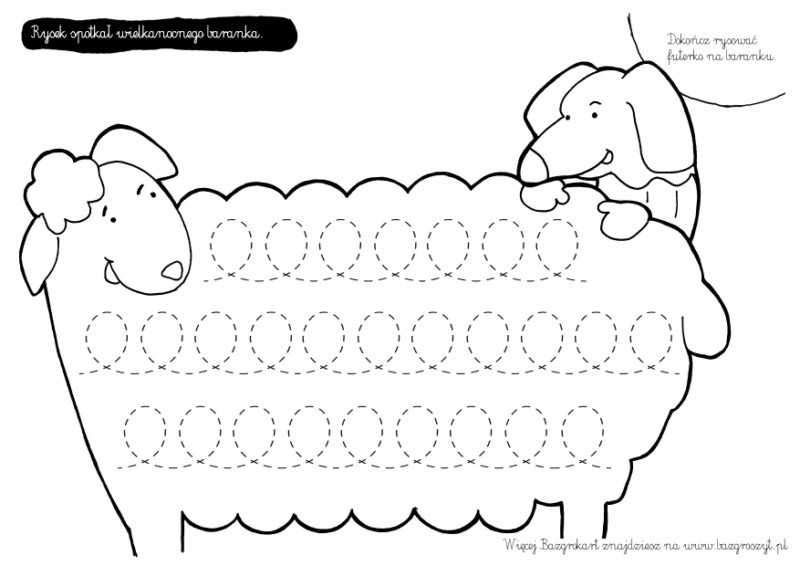 Rysek spotkał wielkanocnego baranka.
Dokończ rysować
futerko na baranku.
Więcej Bazgrokart znajdziesz na www.bazgroszyt.pl